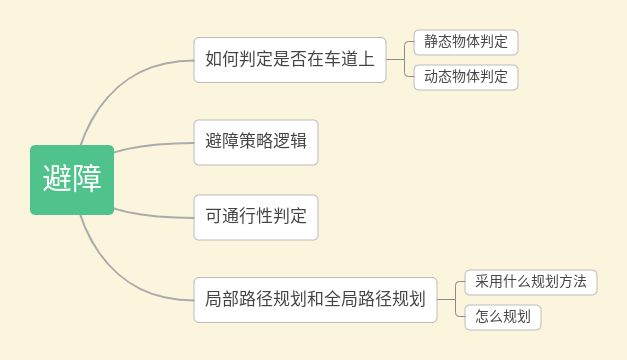 避障
如何判定是否在车道上
静态物体判定
动态物体判定
避障策略逻辑
可通行性判定
局部路径规划和全局路径规划
采用什么规划方法
怎么规划